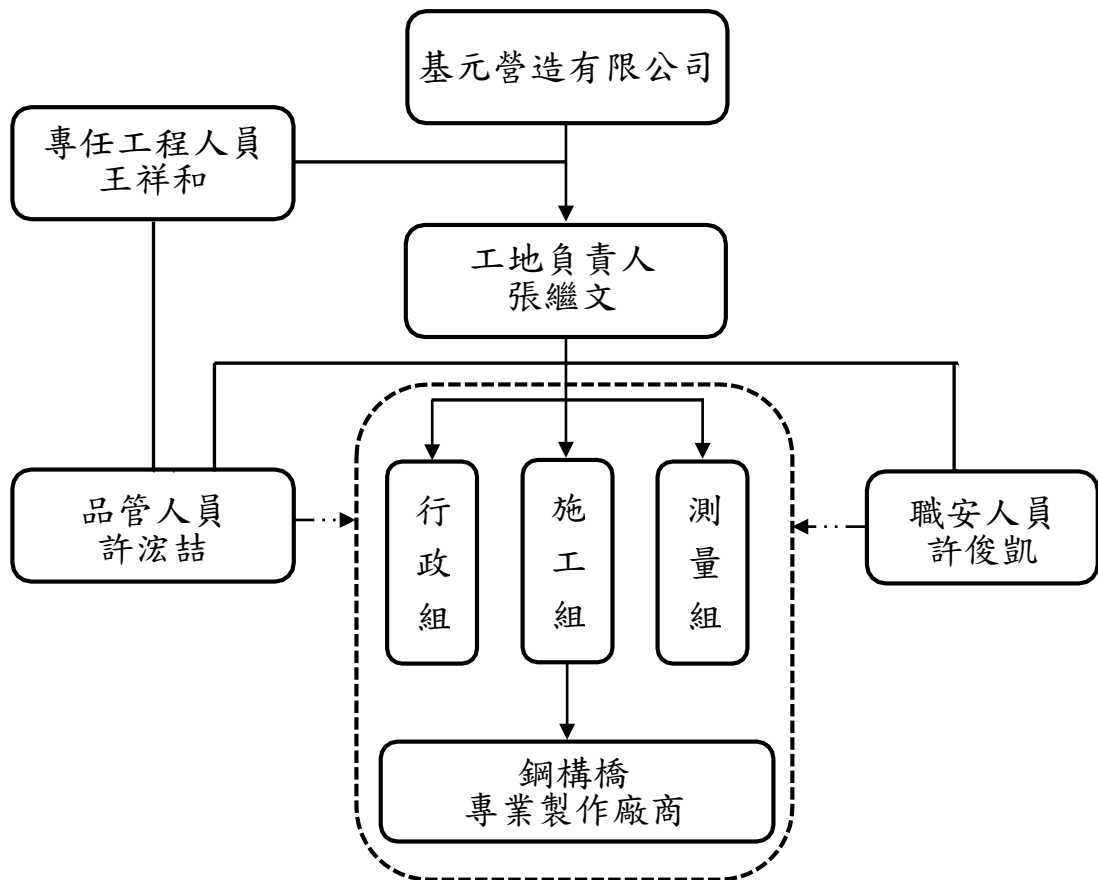 基元營造有限公司
專任工程人員
王祥和
工地負責人
張繼文
品管人員
許浤喆
行政組
施工組
測量組
職安人員
許俊凱
鋼構橋
專業製作廠商